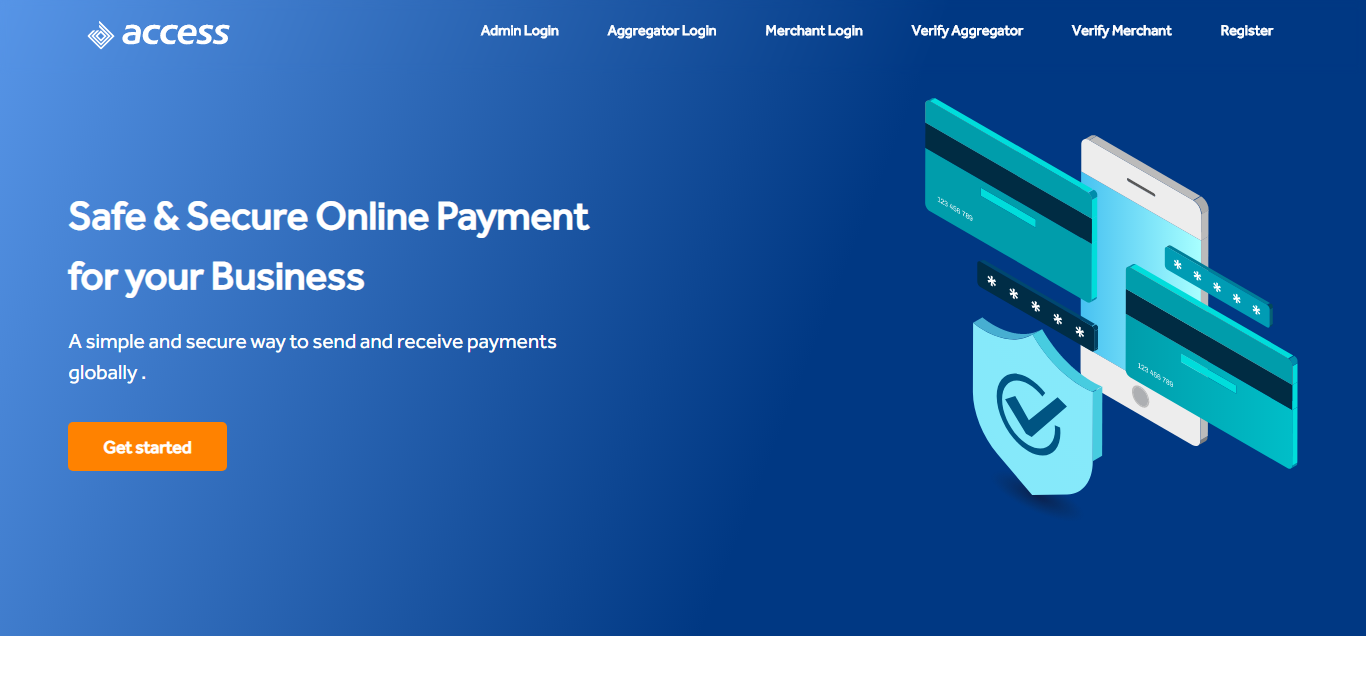 access
Admin Login
Aggregator Login
Merchant Login
Verify Aggregator
Verify Merchant
Register
Safe & Secure Online Payment
for your Business
A simple and secure way to send and receive payments
globally .
Get started
123 456 789
* * * * *
* * * * *
123 456 789